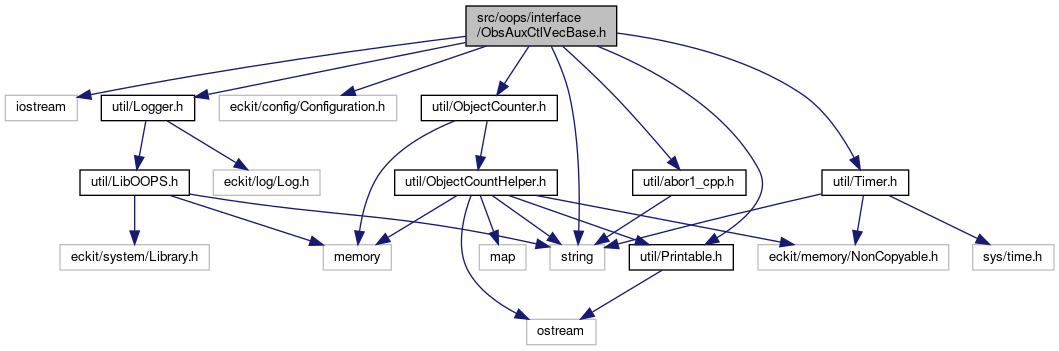 src/oops/interface
/ObsAuxCtlVecBase.h
iostream
util/Logger.h
eckit/config/Configuration.h
util/ObjectCounter.h
util/LibOOPS.h
eckit/log/Log.h
util/ObjectCountHelper.h
util/abor1_cpp.h
util/Timer.h
eckit/system/Library.h
memory
map
string
util/Printable.h
eckit/memory/NonCopyable.h
sys/time.h
ostream